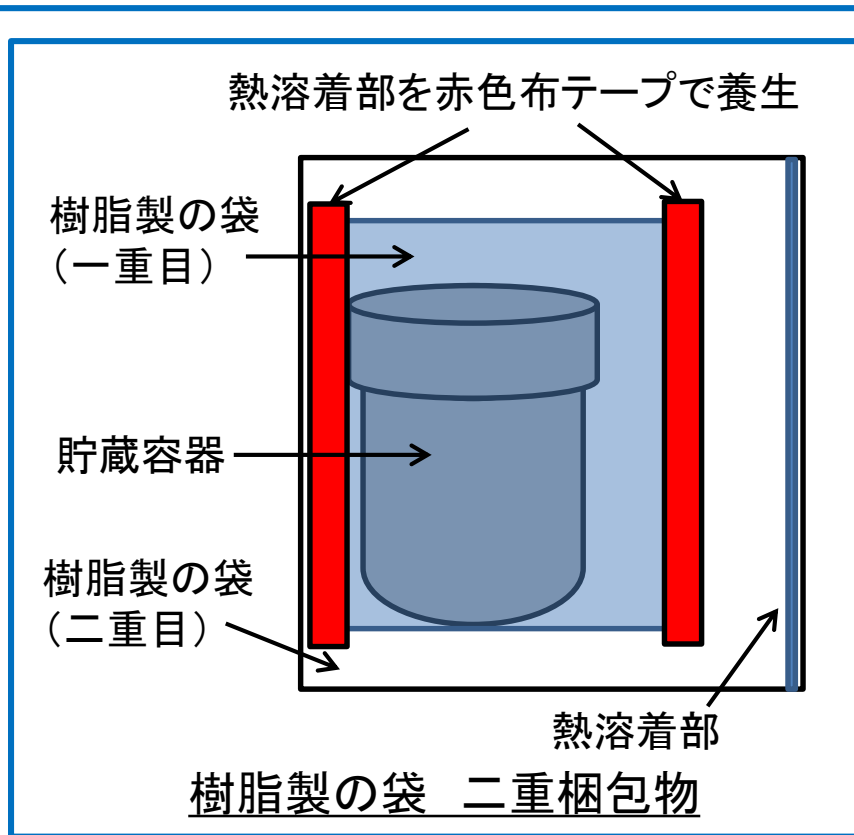 熱溶着部を赤色布テープで養生
樹脂製の袋
（一重目）
貯蔵容器
樹脂製の袋
（二重目）
熱溶着部
樹脂製の袋　二重梱包物